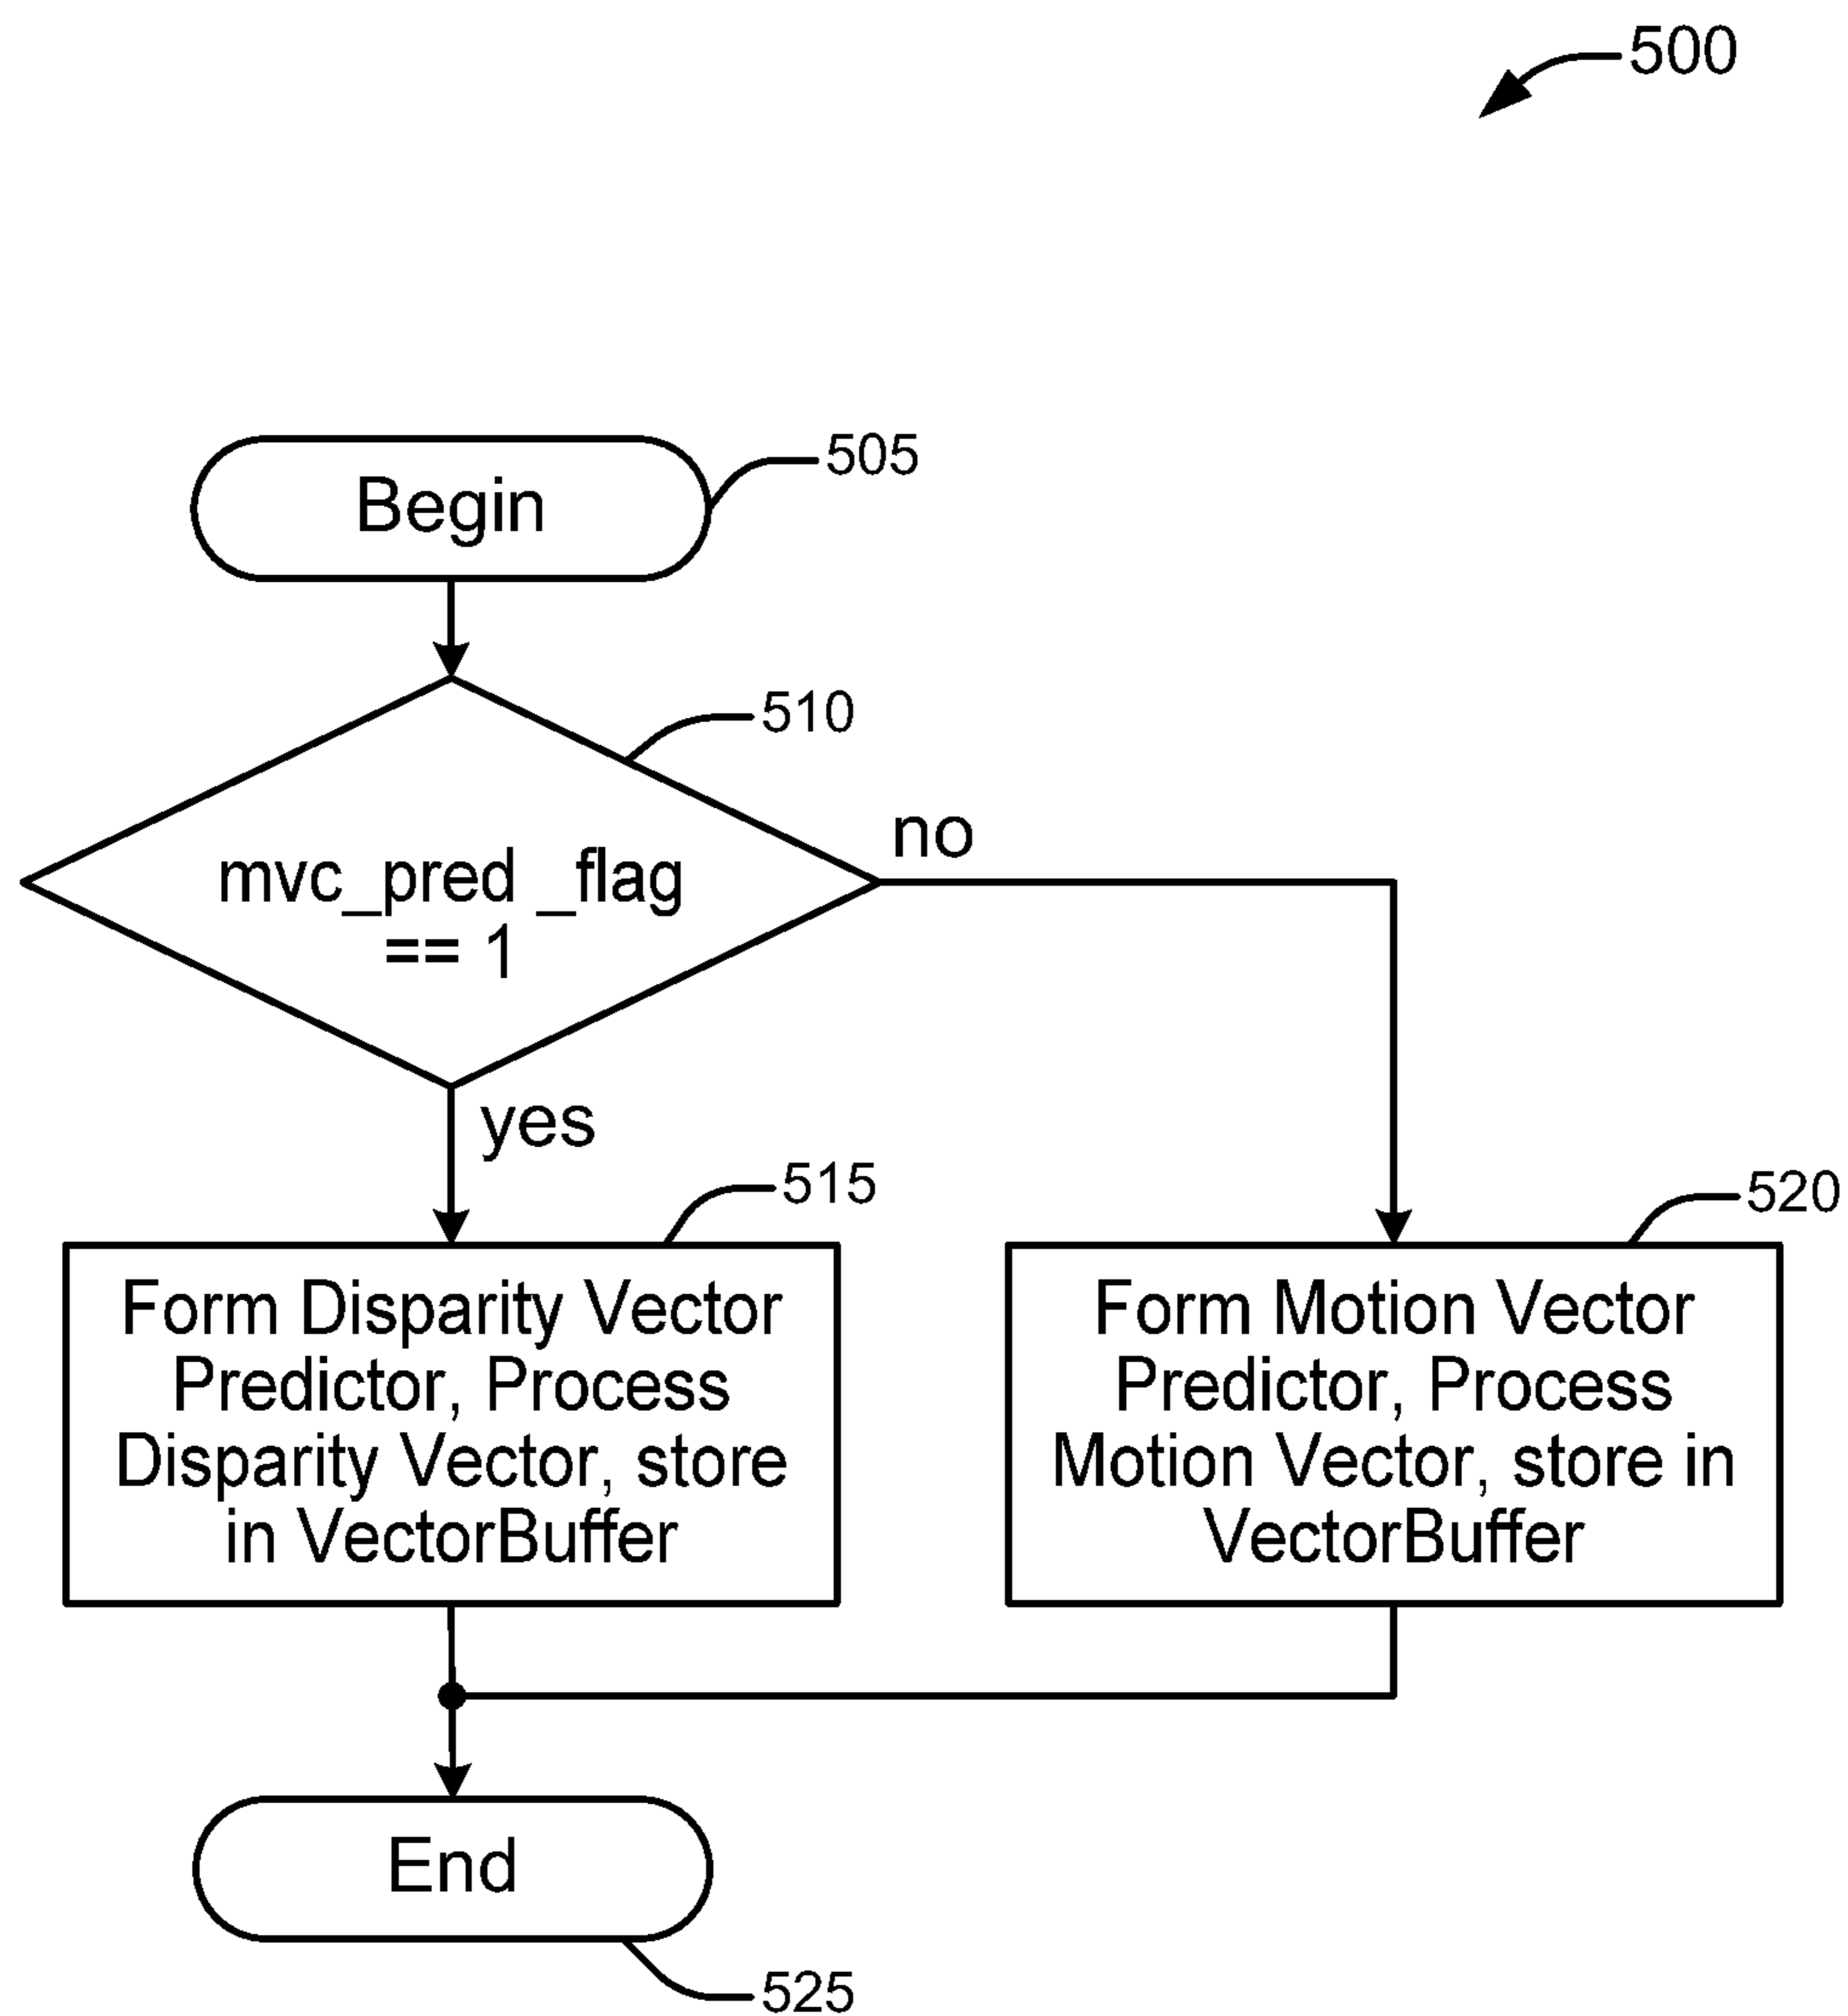 500
Begin
505
510
mvc_pred _flag
== 1
no
yes
515
520
Form Disparity Vector
Predictor, Process
Disparity Vector, store
in VectorBuffer
Form Motion Vector
Predictor, Process
Motion Vector, store in
VectorBuffer
End
525